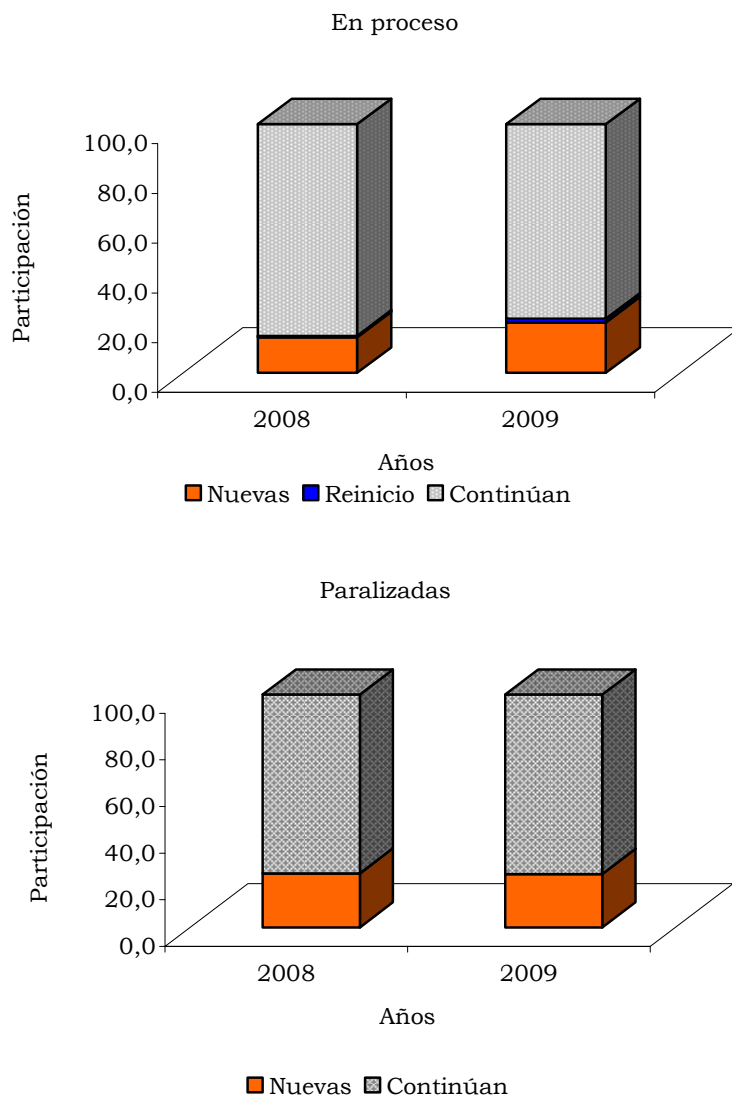 En proceso
Participación
100,0
80,0
60,0
40,0
20,0
0,0
2008 2009
Años
Nuevas Reinicio Continúan
Paralizadas
Participación
100,0
80,0
60,0
40,0
20,0
0,0
2008 2009
Años
Nuevas Continúan